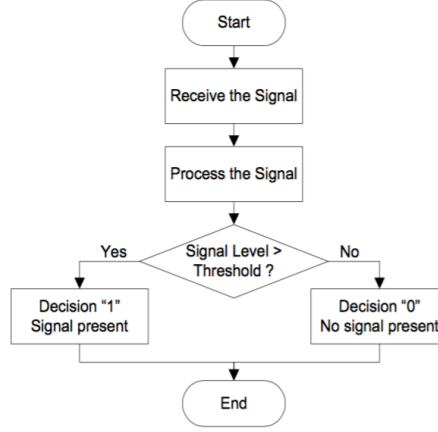 Start
Receive the Signal
Process the Signal
Yes
Signal Level >
Threshold ?
No
Decision “1”
Signal present
Decision “0”
No signal present
End